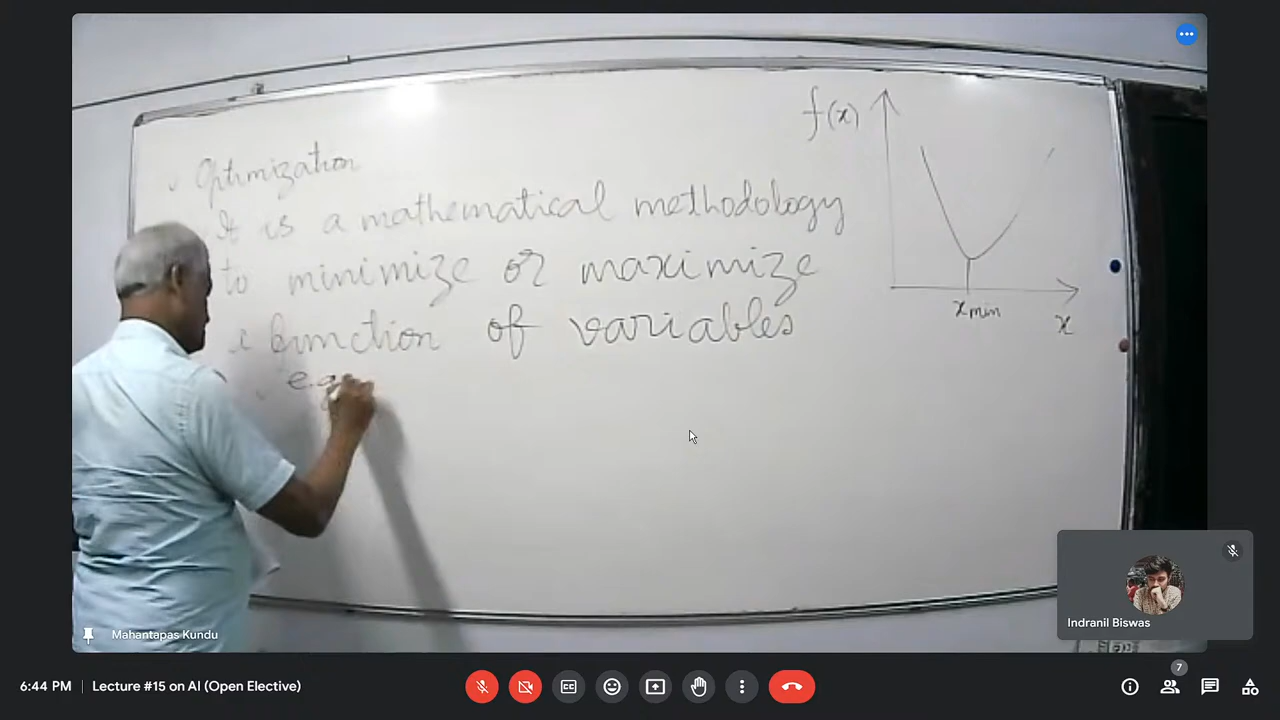 Optimization
It is a mathematical methodology
to minimize or maximize
function of variables
e.g
f(x)
xmin
x
Mahantapas Kundu
Indranil Biswas
6:44 PM | Lecture #15 on AI (Open Elective)
CC
7